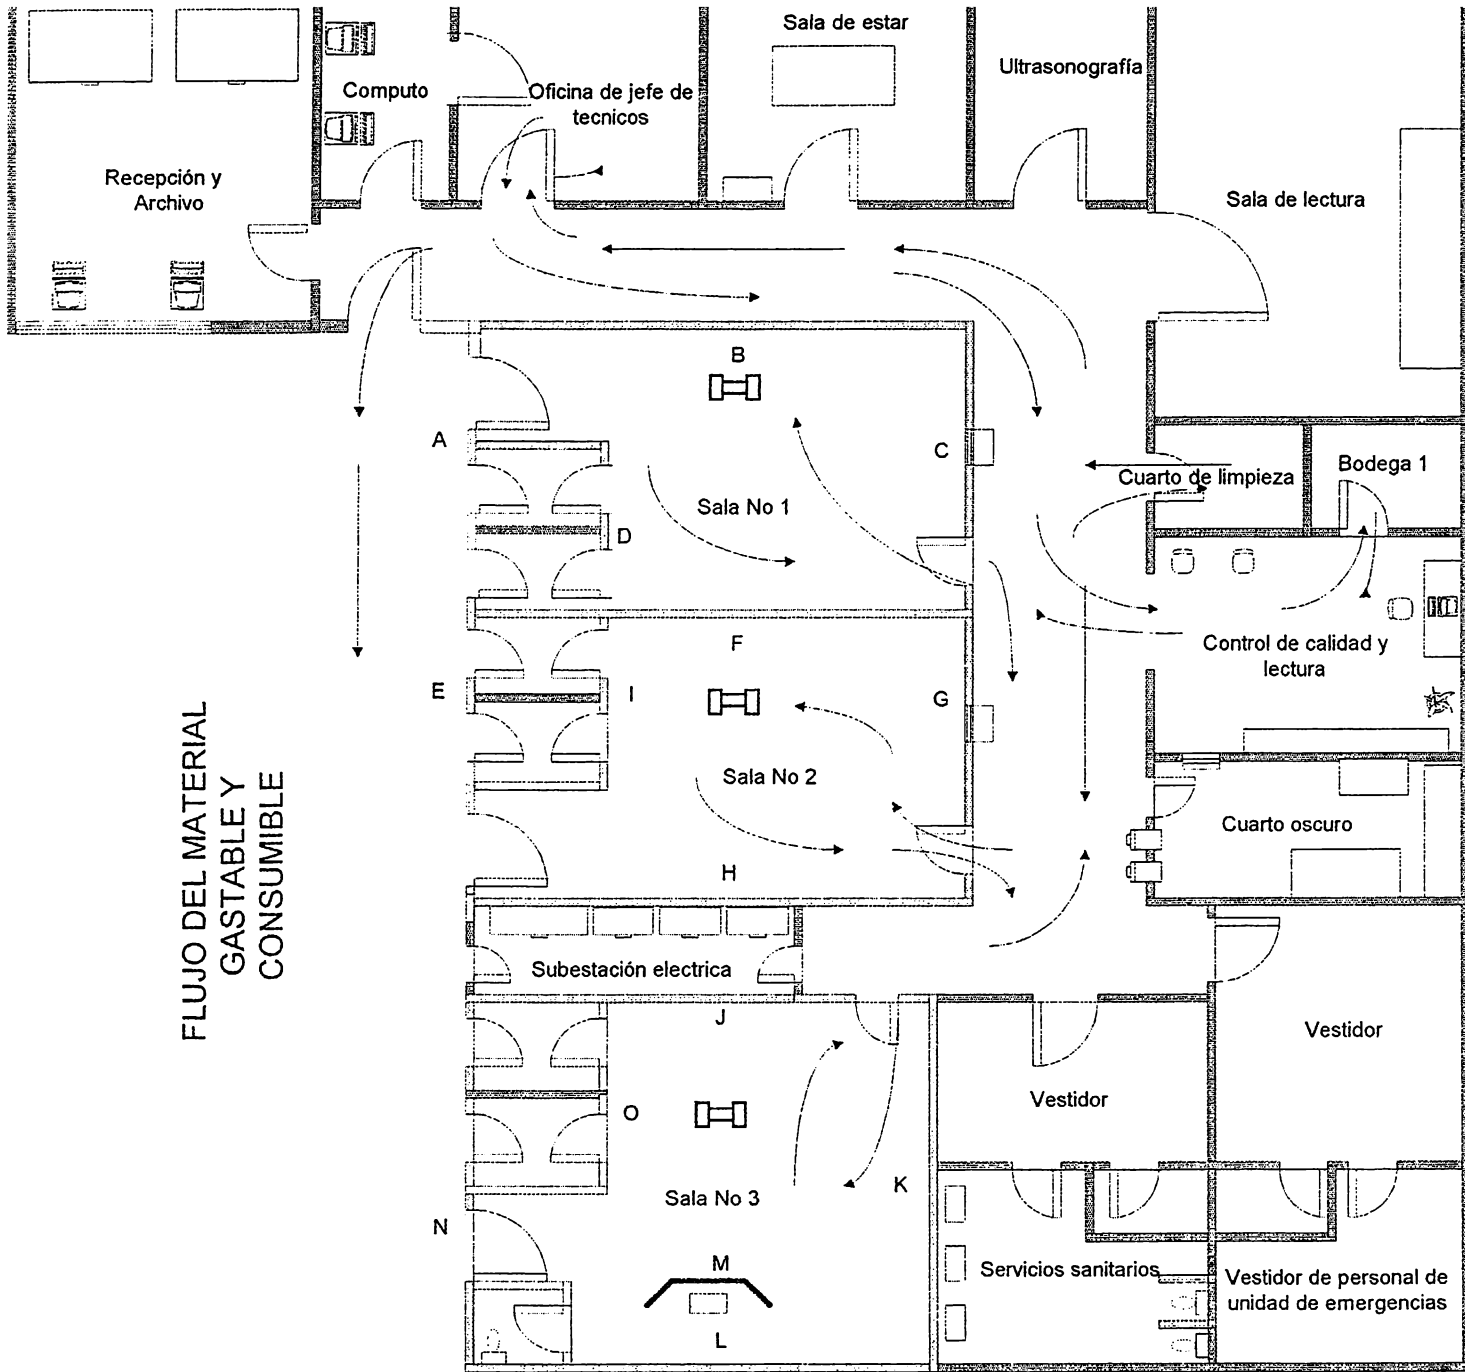 Sala de estar
Ultrasonografía
Computo
Oficina de jefe de
tecnicos
Recepción y
Archivo
Sala de lectura
B
A
C
Cuarto de limpieza
Bodega 1
Sala No 1
D
F
Control de calidad y
lectura
E
I
G
Sala No 2
Cuarto oscuro
H
FLUJO DEL MATERIAL
GASTABLE Y
CONSUMIBLE
Subestación electrica
J
Vestidor
Vestidor
O
K
Sala No 3
N
M
Servicios sanitarios
Vestidor de personal de
unidad de emergencias
L